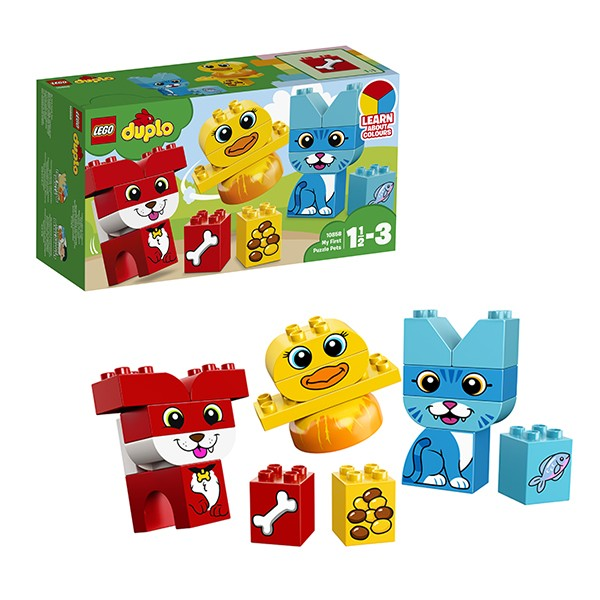 LEGO duplo
LEARN
ABOUT
COLOURS
10858
My First
Puzzle Pets
1½-3